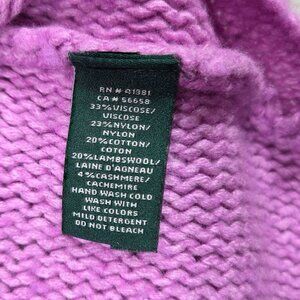 RN # 41381
CA # 56658
33%VISCOSE/
VISCOSE
23%NYLON/
NYLON
20%COTTON/
COTON
20%LAMBSWOOL/
LAINE D'AGNEAU
4%CASHMERE/
CACHEMIRE
HAND WASH COLD
WASH WITH
LIKE COLORS
MILD DETERGENT
DO NOT BLEACH